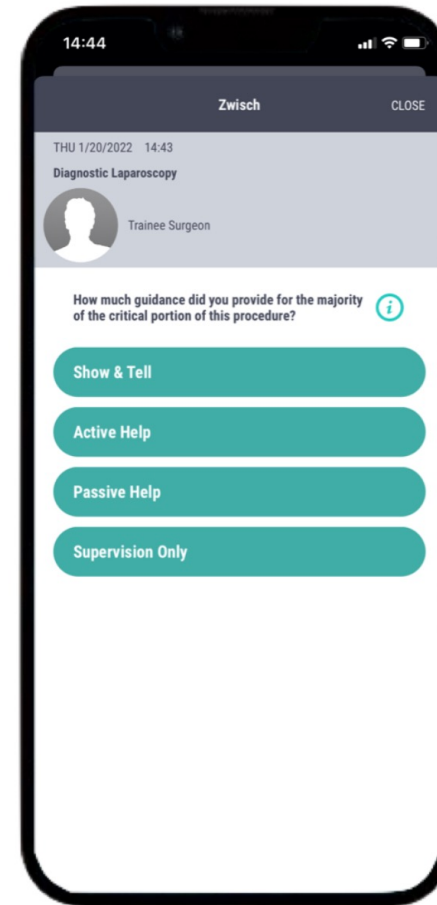 14:44
Zwisch
CLOSE
THU 1/20/2022 14:43
Diagnostic Laparoscopy
Trainee Surgeon
How much guidance did you provide for the majority
of the critical portion of this procedure?
i
Show & Tell
Active Help
Passive Help
Supervision Only